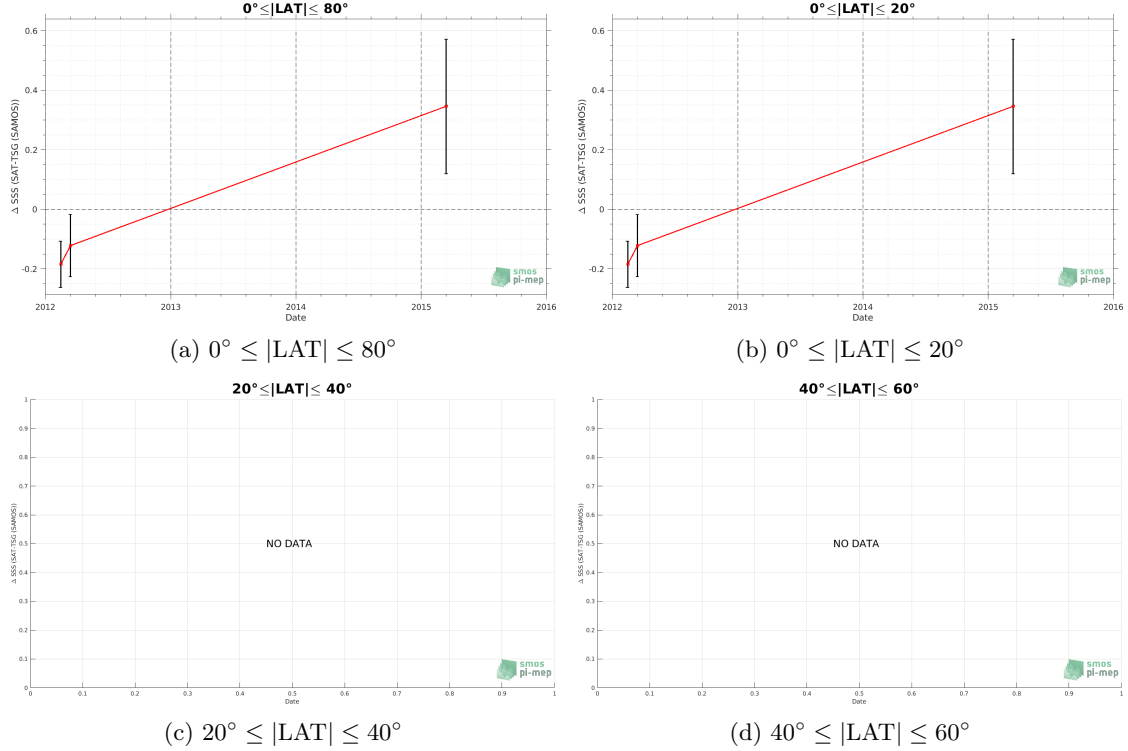 0°≤|LAT|≤ 80°
Δ SSS (SAT-TSG (SAMOS))
0.6
0.4
0.2
0
-0.2
2012
2013
2014
2015
2016
Date
smos
pi-mep
(a) 0° ≤ |LAT| ≤ 80°
0°≤|LAT|≤ 20°
Δ SSS (SAT-TSG (SAMOS))
0.6
0.4
0.2
0
-0.2
2012
2013
2014
2015
2016
Date
smos
pi-mep
(b) 0° ≤ |LAT| ≤ 20°
20°≤|LAT|≤ 40°
Δ SSS (SAT-TSG (SAMOS))
1
0.9
0.8
0.7
0.6
0.5
0.4
0.3
0.2
0.1
0
NO DATA
0
0.1
0.2
0.3
0.4
0.5
0.6
0.7
0.8
0.9
1
Date
smos
pi-mep
(c) 20° ≤ |LAT| ≤ 40°
40°≤|LAT|≤ 60°
Δ SSS (SAT-TSG (SAMOS))
1
0.9
0.8
0.7
0.6
0.5
0.4
0.3
0.2
0.1
0
NO DATA
0
0.1
0.2
0.3
0.4
0.5
0.6
0.7
0.8
0.9
1
Date
smos
pi-mep
(d) 40° ≤ |LAT| ≤ 60°